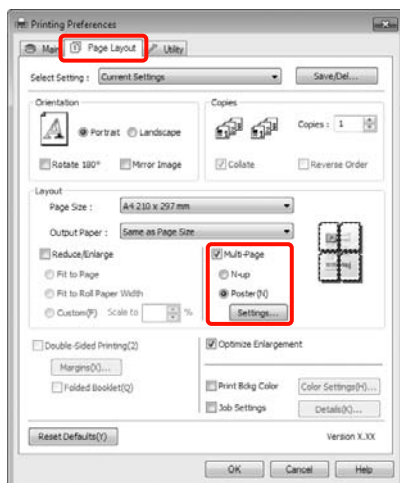 Printing Preferences
Main Page Layout Utility
Select Setting : Current Settings Save/Del...
Orientation
Portrait Landscape
Rotate 180° Mirror Image
Copies
Copies : 1
Collate Reverse Order
Layout
Page Size : A4 210 x 297 mm
Output Paper : Same as Page Size
Reduce/Enlarge
Fit to Page
Fit to Roll Paper Width
Custom(P) Scale to %
Multi-Page
N-up
Poster(N)
Settings...
Double-Sided Printing(2)
Margins(X)...
Folded Booklet(Q)
Optimize Enlargement
Print Bckg Color Color Settings(H)...
Job Settings Details(K)...
Reset Defaults(Y) Version X.XX
OK Cancel Help